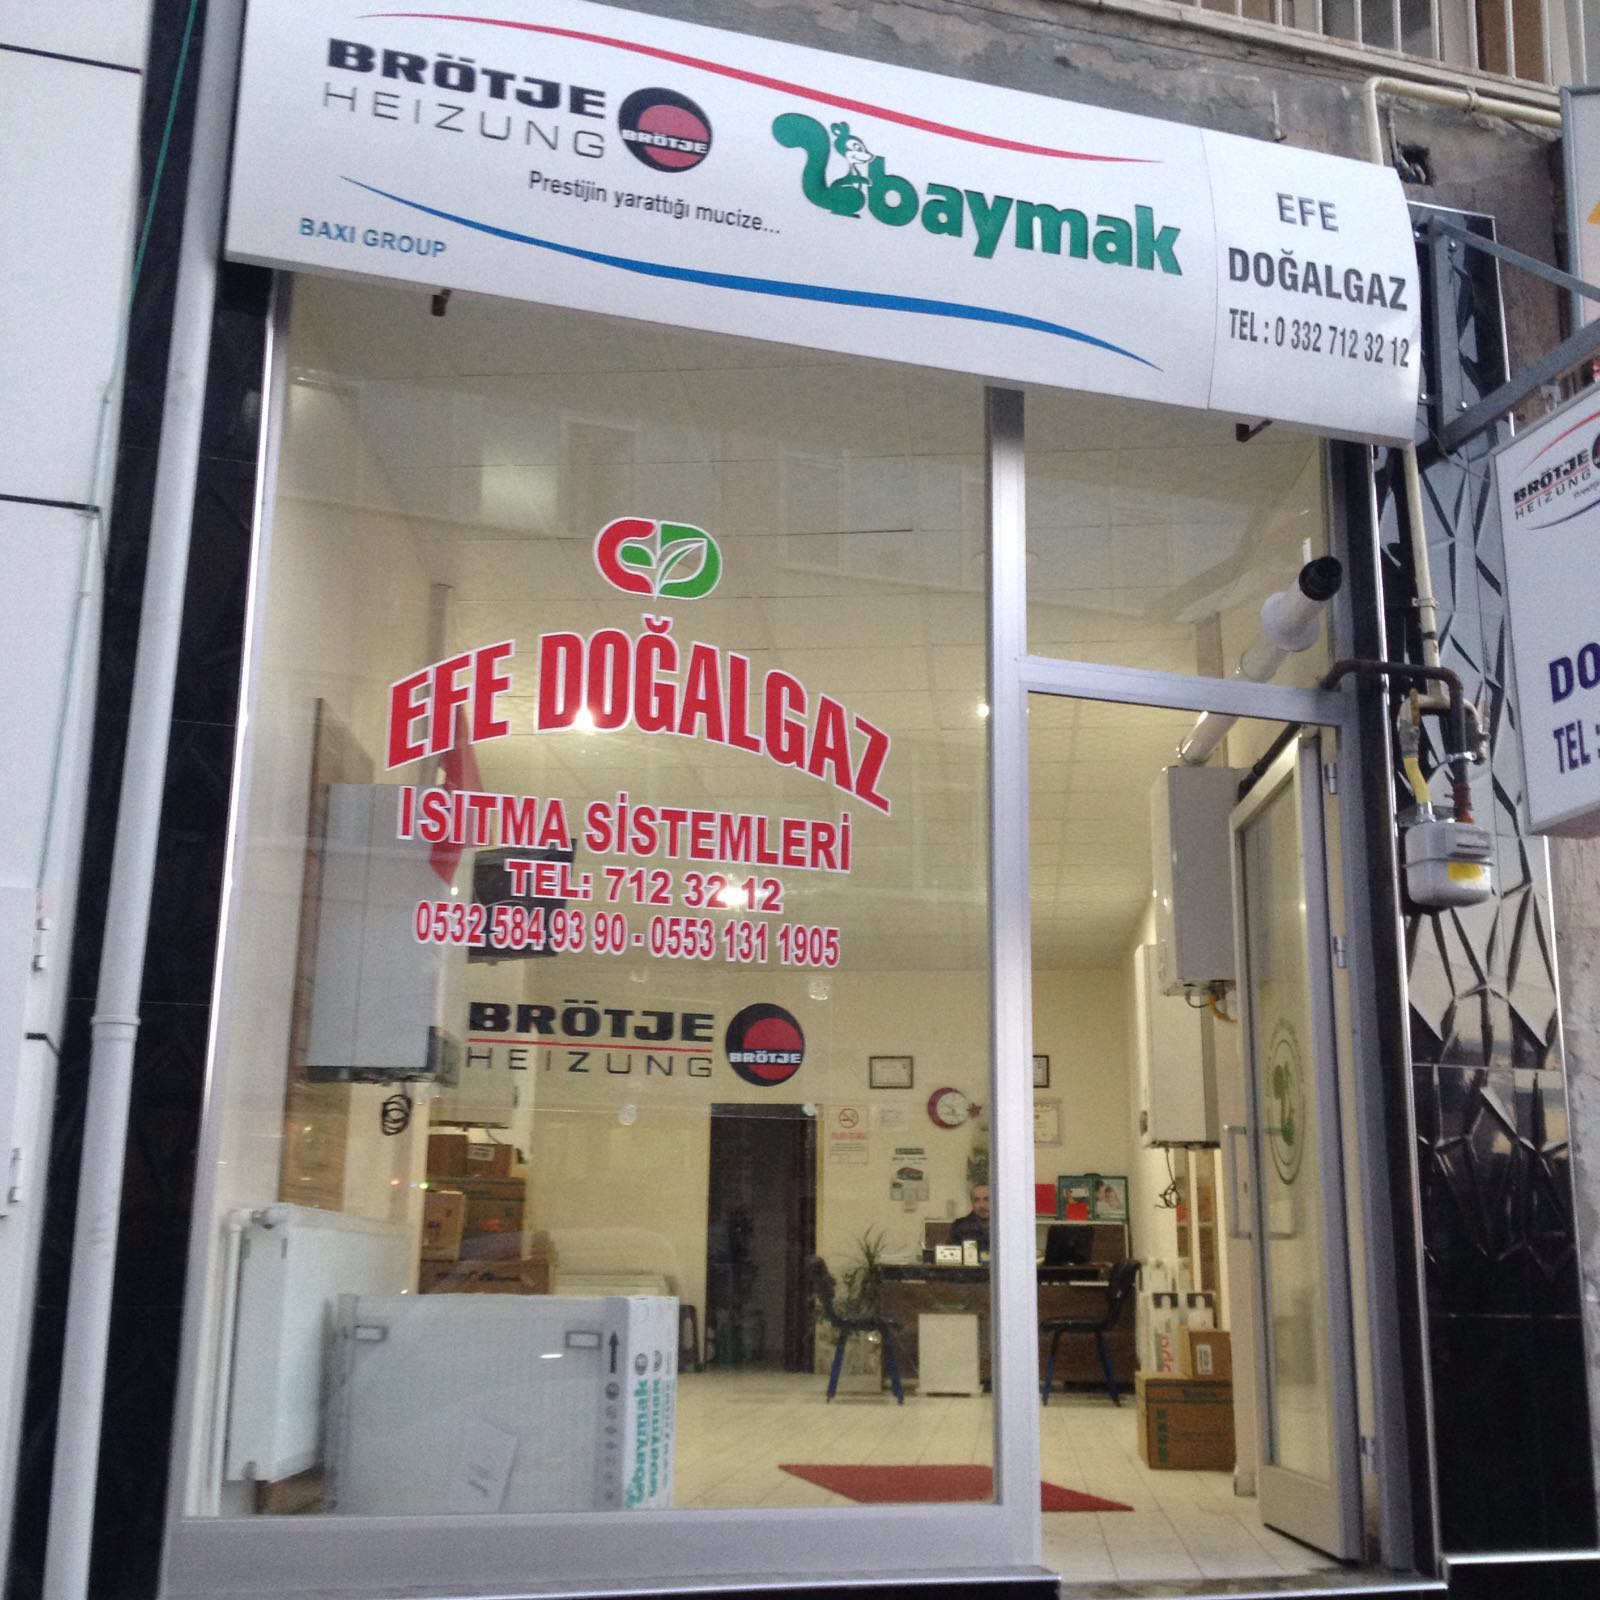 BRÖTJE
HEIZUNG
BRÖTJE
Prestijin yarattığı mucize...
BAXI GROUP
baymak
EFE
DOĞALGAZ
TEL : 0 332 712 32 12
BRÖTJE
HEIZUNG
DO
TEL :
EFE DOĞALGAZ
ISITMA SİSTEMLERİ
TEL: 712 32 12
0532 584 93 90 - 0553 131 1905
BRÖTJE
HEIZUNG
BRÖTJE
baymak
baymak